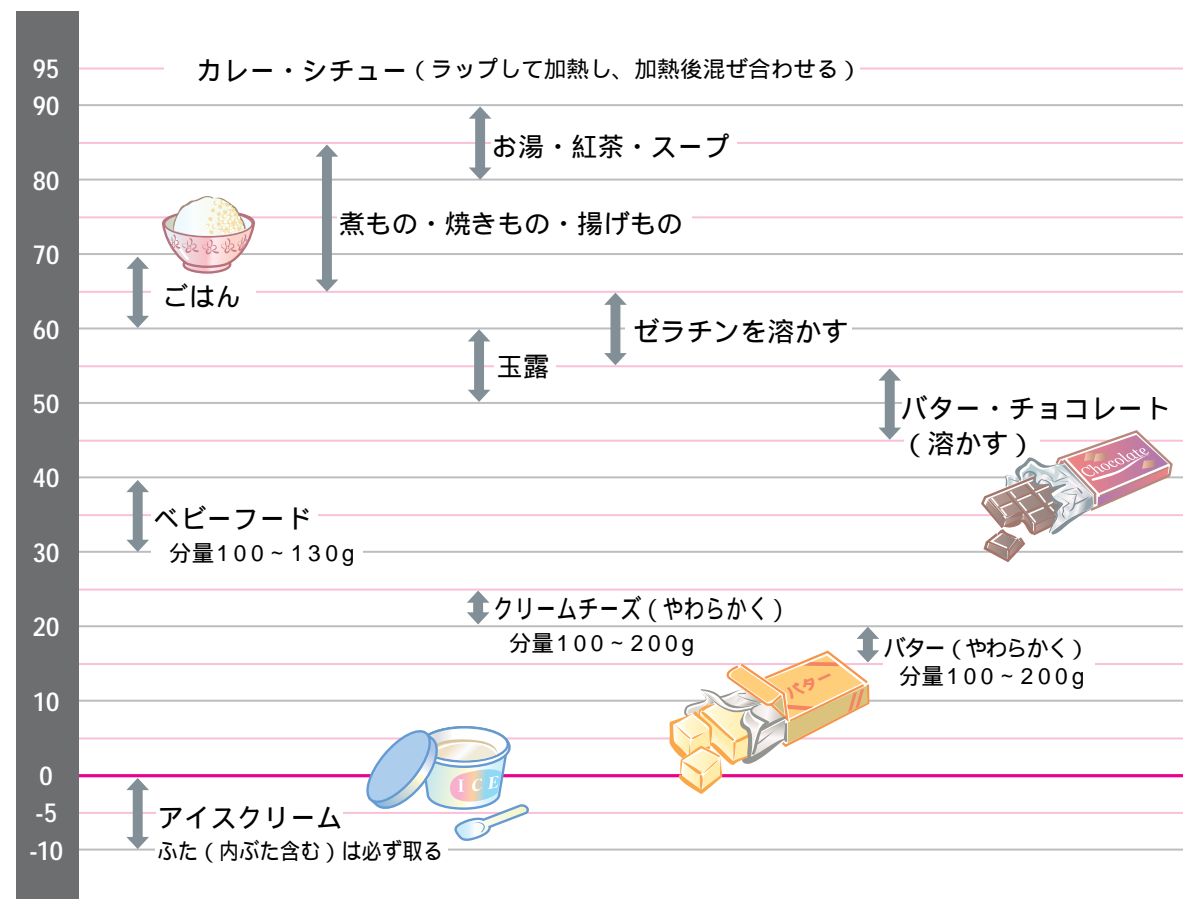 95
カレー・シチュー（ラップして加熱し、加熱後混ぜ合わせる）
90
お湯・紅茶・スープ
80
煮もの・焼きもの・揚げもの
70
ごはん
60
ゼラチンを溶かす
玉露
50
バター・チョコレート
（溶かす）
Chocolate
40
ベビーフード
分量100~130g
30
クリームチーズ（やわらかく）
分量100~200g
20
バター（やわらかく）
分量100~200g
バター
10
0
ICE
-5
アイスクリーム
ふた（内ぶた含む）は必ず取る
-10